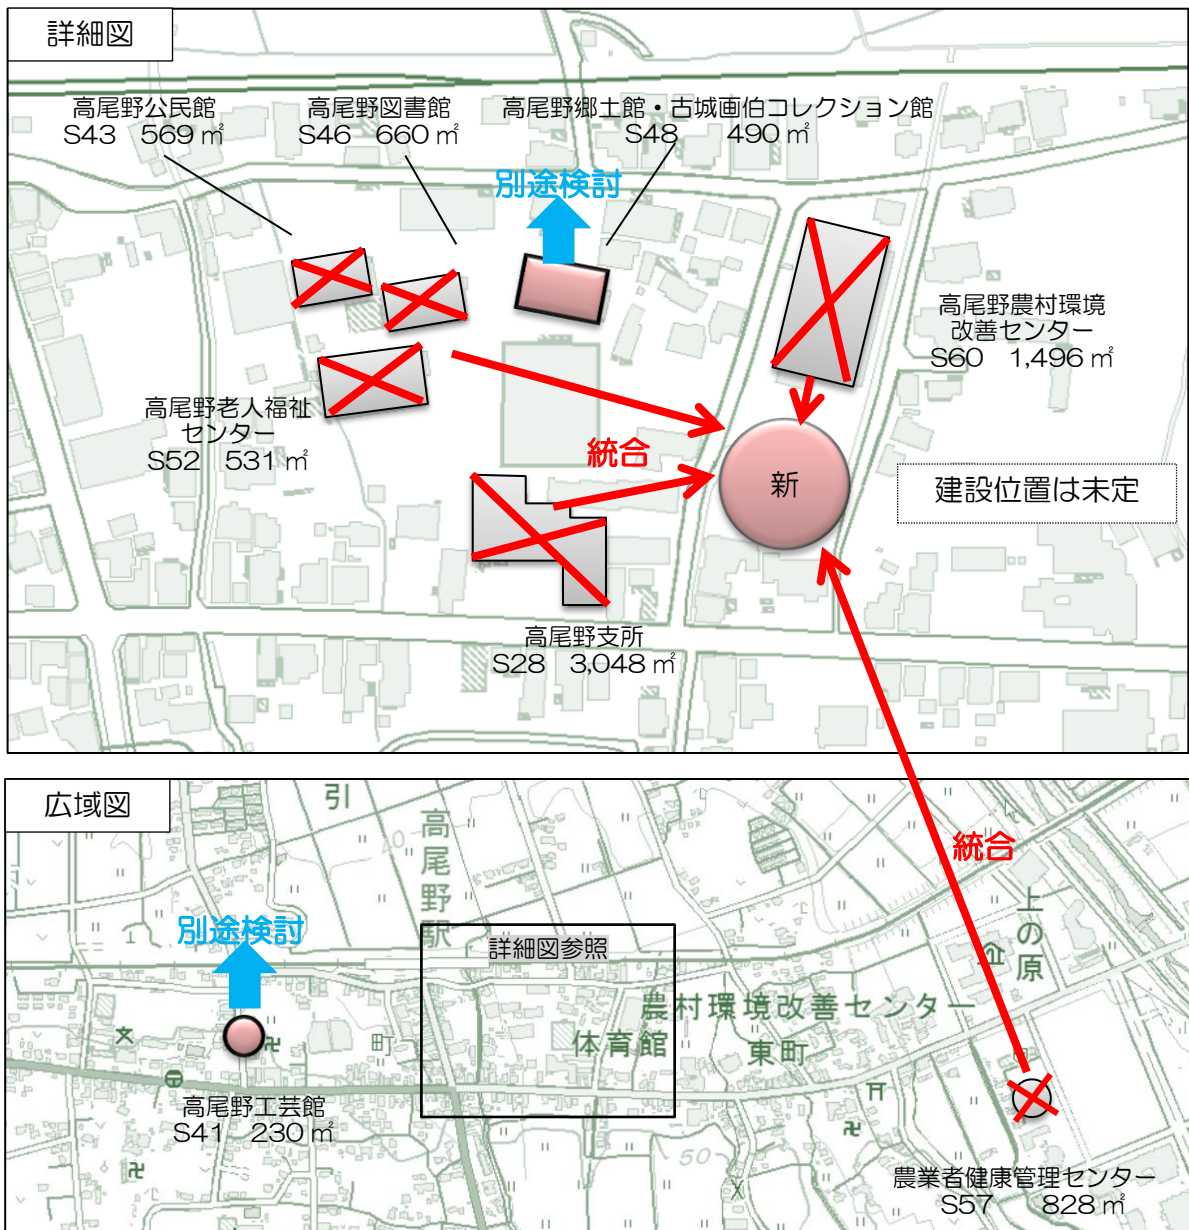 詳細図
高尾野公民館
S43 569㎡
高尾野図書館
S46 660㎡
高尾野郷土館・古城画伯コレクション館
S48 490㎡
別途検討
高尾野農村環境
改善センター
S60 1,496㎡
高尾野老人福祉
センター
S52 531㎡
統合
新
建設位置は未定
高尾野支所
S28 3,048㎡
広域図
引
高尾野駅
統合
上の原
別途検討
詳細図参照
農村環境改善センター
体育館
東町
町
高尾野工芸館
S41 230㎡
農業者健康管理センター
S57 828㎡
40
50